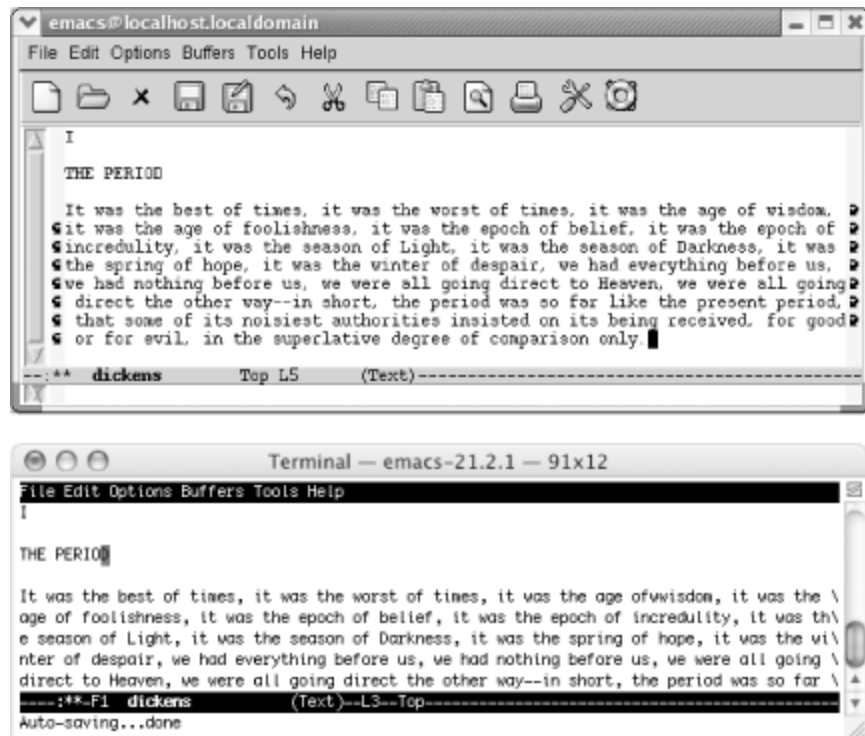 emacs@localhost.localdomain
File Edit Options Buffers Tools Help
I
THE PERIOD
It was the best of times, it was the worst of times, it was the age of wisdom,
it was the age of foolishness, it was the epoch of belief, it was the epoch of
incredulity, it was the season of Light, it was the season of Darkness, it was
the spring of hope, it was the winter of despair, we had everything before us,
we had nothing before us, we were all going direct to Heaven, we were all going
direct the other way--in short, the period was so far like the present period,
that some of its noisiest authorities insisted on its being received, for good
or for evil, in the superlative degree of comparison only.
--:** dickens Top L5 (Text)--------------------------------------------
Terminal — emacs-21.2.1 — 91x12
File Edit Options Buffers Tools Help
I
THE PERIOD
It was the best of times, it was the worst of times, it was the age ofwwisdom, it was the \
age of foolishness, it was the epoch of belief, it was the epoch of incredulity, it was th\
e season of Light, it was the season of Darkness, it was the spring of hope, it was the wi\
nter of despair, we had everything before us, we had nothing before us, we were all going \
direct to Heaven, we were all going direct the other way--in short, the period was so far \
----:**-F1 dickens (Text)--L3--Top--------------------------------------------
Auto-saving...done